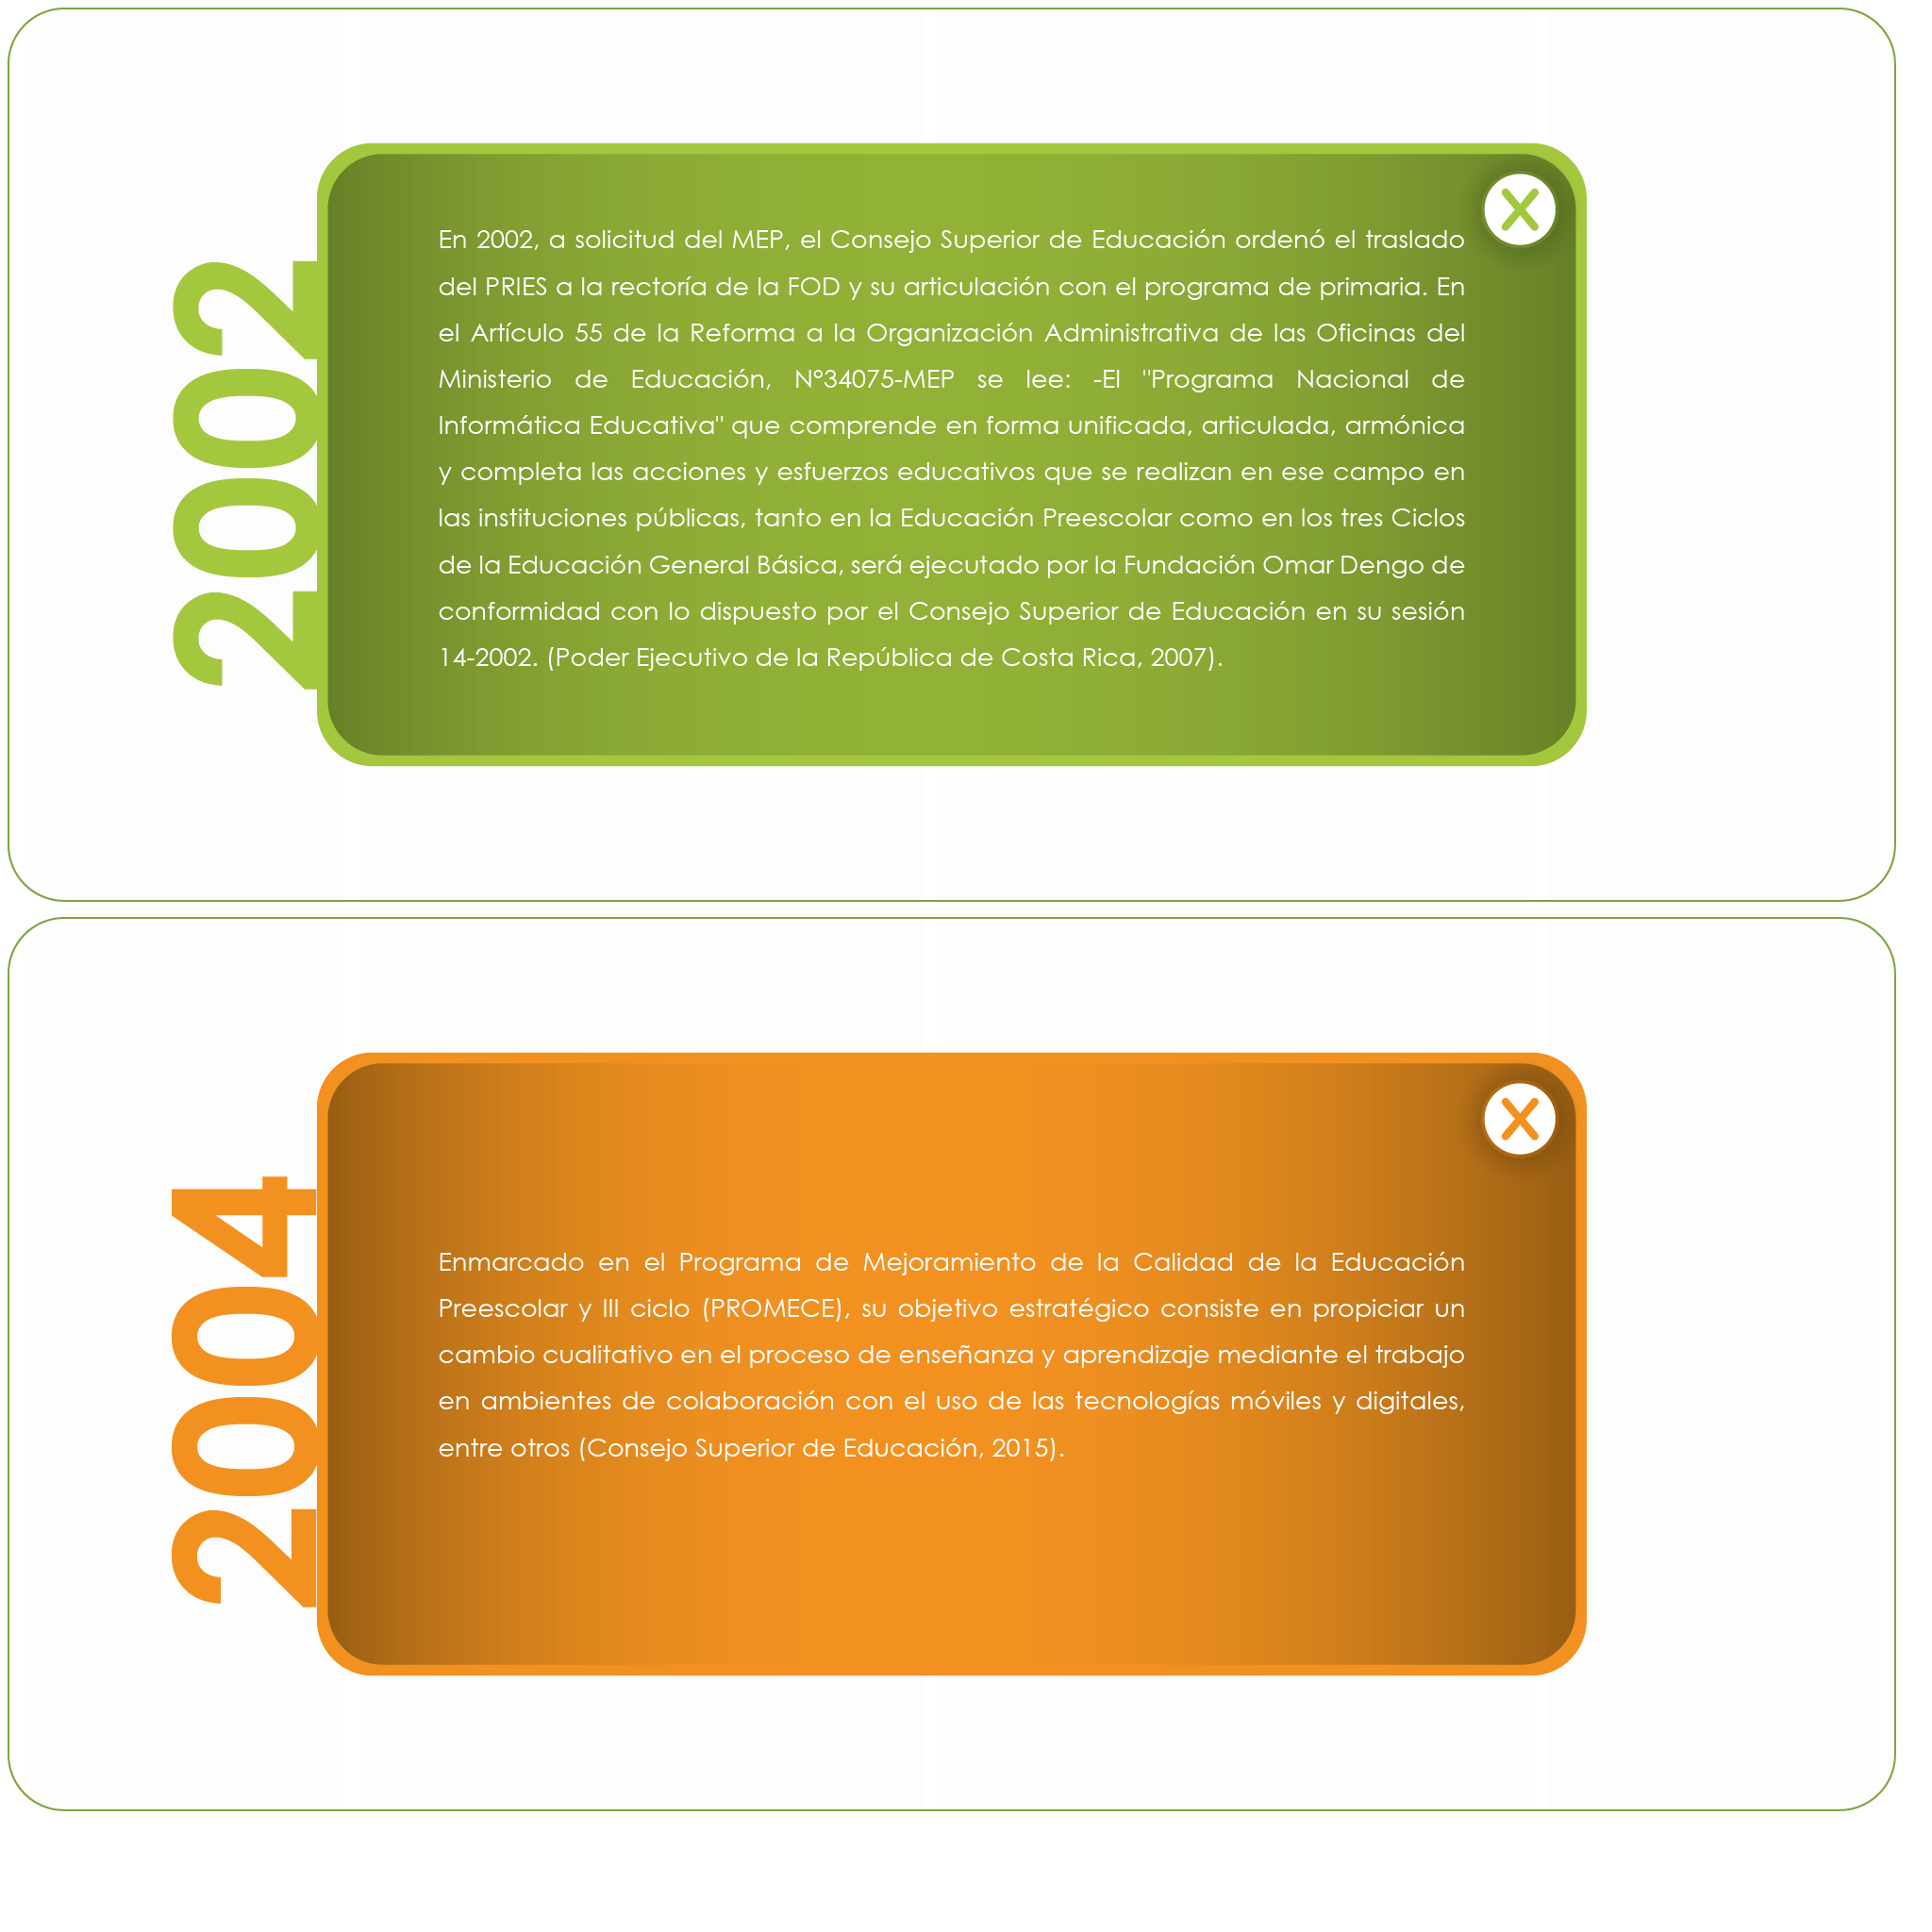 2002
X
En 2002, a solicitud del MEP, el Consejo Superior de Educación ordenó el traslado
del PRIES a la rectoría de la FOD y su articulación con el programa de primaria. En
el Artículo 55 de la Reforma a la Organización Administrativa de las Oficinas del
Ministerio de Educación, N°34075-MEP se lee: -El "Programa Nacional de
Informática Educativa" que comprende en forma unificada, articulada, armónica
y completa las acciones y esfuerzos educativos que se realizan en ese campo en
las instituciones públicas, tanto en la Educación Preescolar como en los tres Ciclos
de la Educación General Básica, será ejecutado por la Fundación Omar Dengo de
conformidad con lo dispuesto por el Consejo Superior de Educación en su sesión
14-2002. (Poder Ejecutivo de la República de Costa Rica, 2007).
2004
X
Enmarcado en el Programa de Mejoramiento de la Calidad de la Educación
Preescolar y III ciclo (PROMECE), su objetivo estratégico consiste en propiciar un
cambio cualitativo en el proceso de enseñanza y aprendizaje mediante el trabajo
en ambientes de colaboración con el uso de las tecnologías móviles y digitales,
entre otros (Consejo Superior de Educación, 2015).